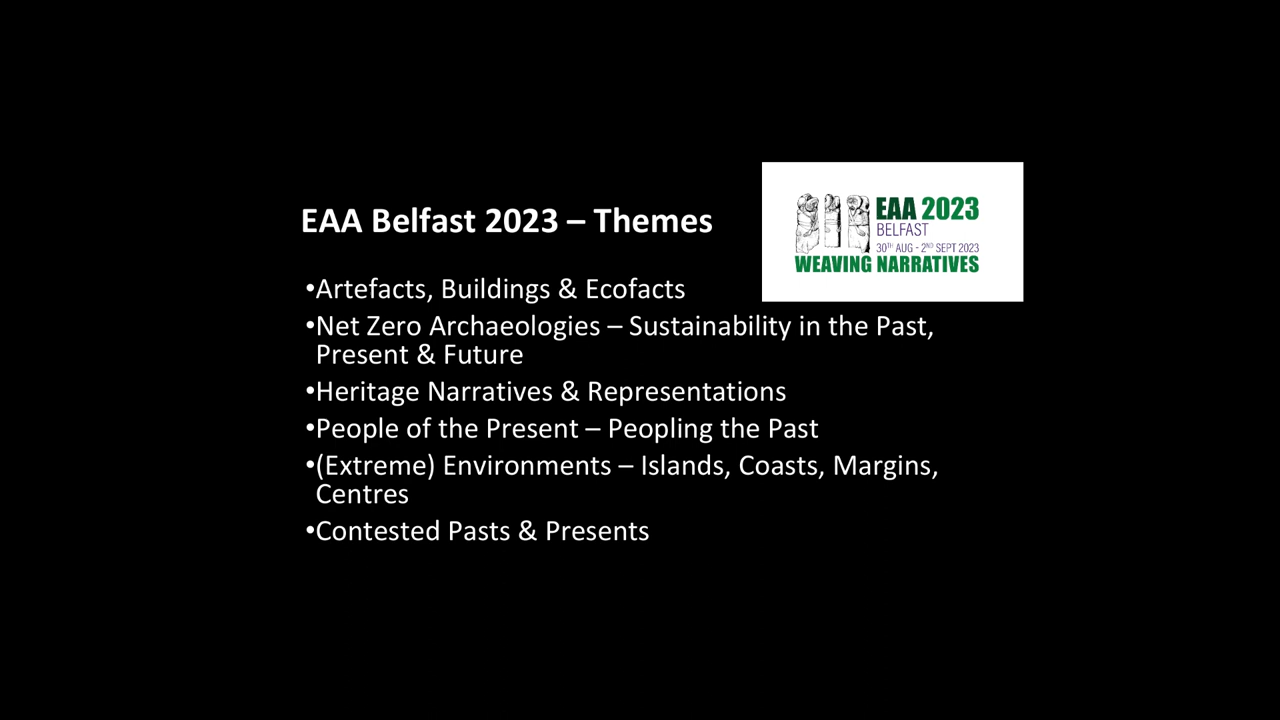 EAA 2023
BELFAST
30TH AUG - 2ND SEPT 2023
WEAVING NARRATIVES
EAA Belfast 2023 – Themes
•Artefacts, Buildings & Ecofacts
•Net Zero Archaeologies – Sustainability in the Past,
Present & Future
•Heritage Narratives & Representations
•People of the Present – Peopling the Past
•(Extreme) Environments – Islands, Coasts, Margins,
Centres
•Contested Pasts & Presents